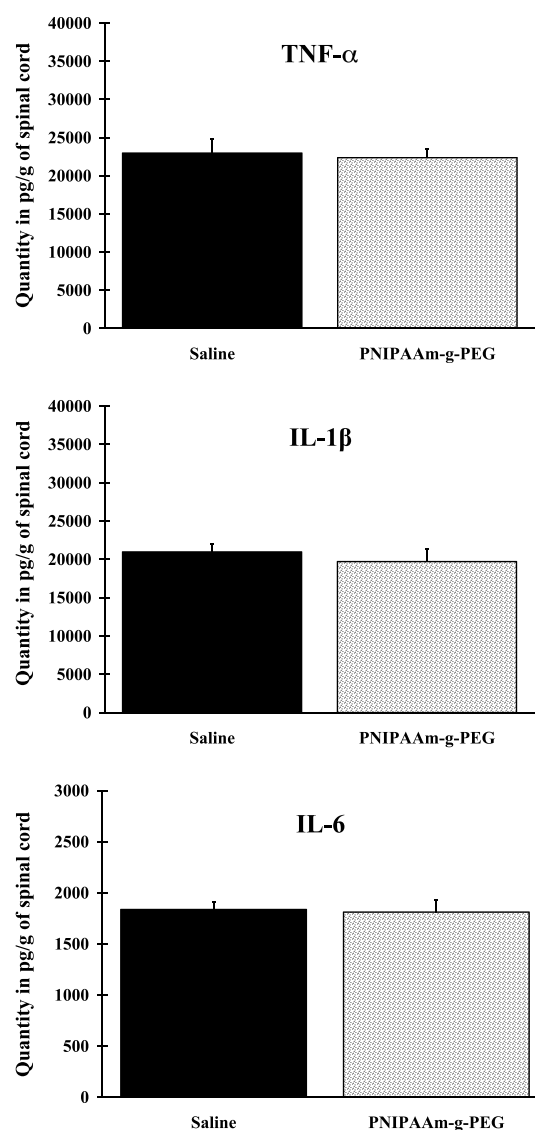 TNF-α
Quantity in pg/g of spinal cord
40000
35000
30000
25000
20000
15000
10000
5000
0
Saline
PNIPAAm-g-PEG
IL-1β
Quantity in pg/g of spinal cord
40000
35000
30000
25000
20000
15000
10000
5000
0
Saline
PNIPAAm-g-PEG
IL-6
Quantity in pg/g of spinal cord
3000
2500
2000
1500
1000
500
0
Saline
PNIPAAm-g-PEG